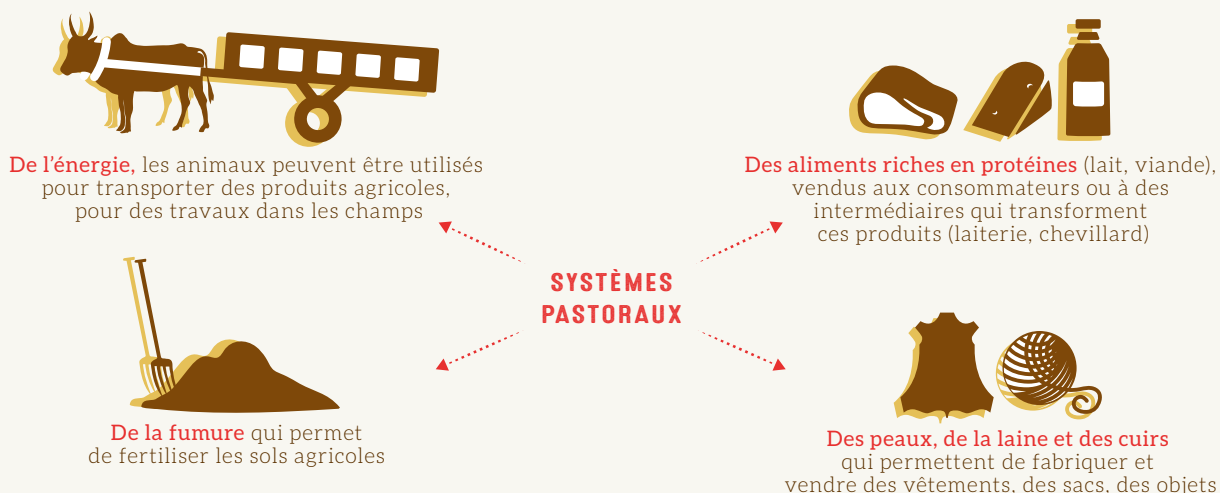 De l'énergie, les animaux peuvent être utilisés
pour transporter des produits agricoles,
pour des travaux dans les champs
Des aliments riches en protéines (lait, viande),
vendus aux consommateurs ou à des
intermédiaires qui transforment
ces produits (laiterie, chevillard)
SYSTÈMES
PASTORAUX
De la fumure qui permet
de fertiliser les sols agricoles
Des peaux, de la laine et des cuirs
qui permettent de fabriquer et
vendre des vêtements, des sacs, des objets